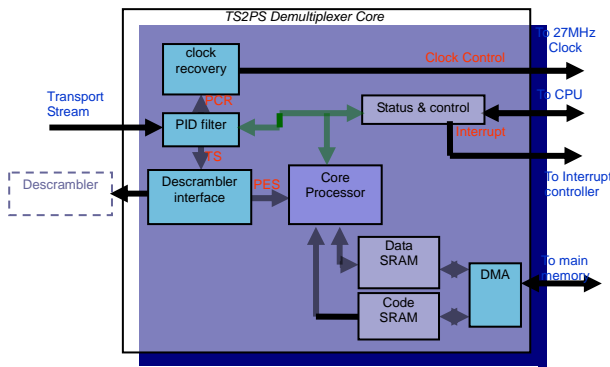 TS2PS Demultiplexer Core
To 27MHz
Clock
clock
recovery
Clock Control
Transport
Stream
PCR
To CPU
Status & control
PID filter
Interrupt
TS
To Interrupt
controller
Descrambler
Descrambler
interface
PES
Core
Processor
Data
SRAM
To main
memory
DMA
Code
SRAM